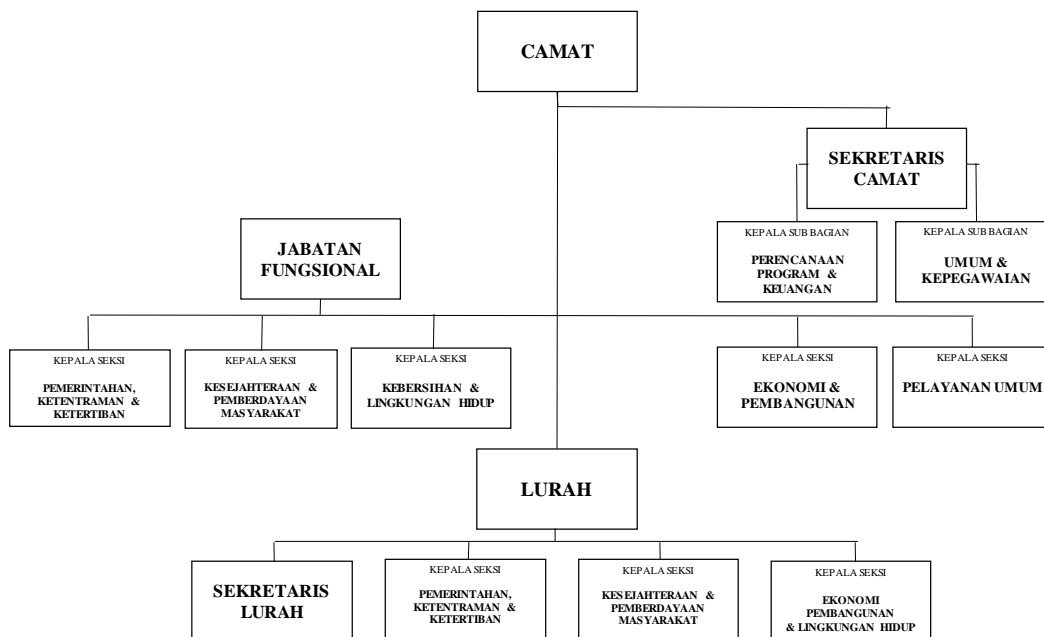 CAMAT
SEKRETARIS
CAMAT
KEPALA SUB BAGIAN
PERENCANAAN
PROGRAM &
KEUANGAN
KEPALA SUB BAGIAN
UMUM &
KEPEGAWAIAN
JABATAN
FUNGSIONAL
KEPALA SEKSI
PEMERINTAHAN,
KETENTRAMAN &
KETERTIBAN
KEPALA SEKSI
KESEJAHTERAAN &
PEMBERDAYAAN
MASYARAKAT
KEPALA SEKSI
KEBERSIHAN &
LINGKUNGAN HIDUP
KEPALA SEKSI
EKONOMI &
PEMBANGUNAN
KEPALA SEKSI
PELAYANAN UMUM
LURAH
SEKRETARIS
LURAH
KEPALA SEKSI
PEMERINTAHAN,
KETENTRAMAN &
KETERTIBAN
KEPALA SEKSI
KESEJAHTERAAN &
PEMBERDAYAAN
MASYARAKAT
KEPALA SEKSI
EKONOMI
PEMBANGUNAN
& LINGKUNGAN HIDUP